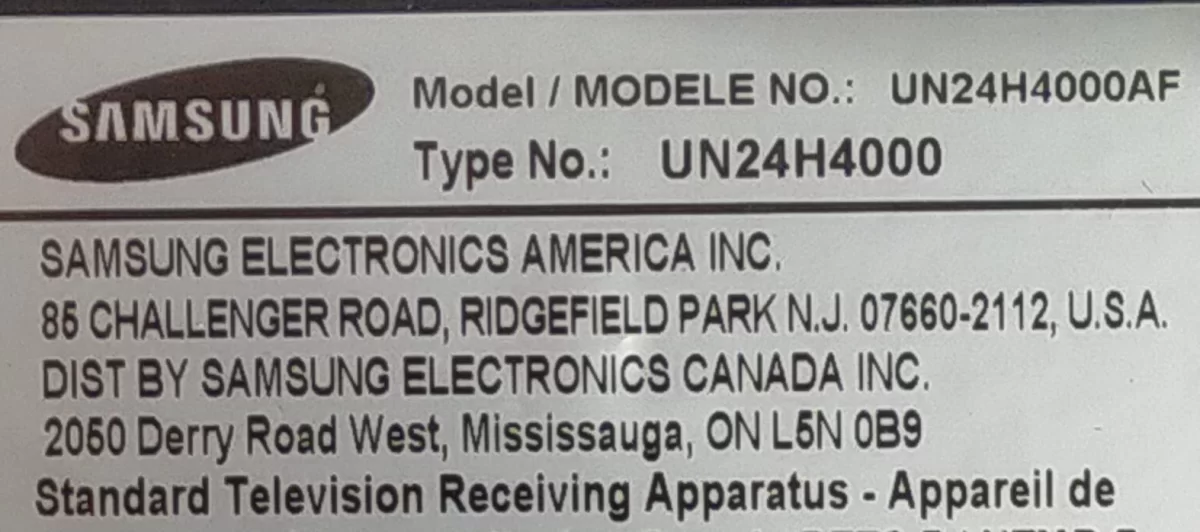 SAMSUNG
Model / MODELE NO.: UN24H4000AF
Type No.: UN24H4000
SAMSUNG ELECTRONICS AMERICA INC.
85 CHALLENGER ROAD, RIDGEFIELD PARK N.J. 07660-2112, U.S.A.
DIST BY SAMSUNG ELECTRONICS CANADA INC.
2050 Derry Road West, Mississauga, ON L5N 0B9
Standard Television Receiving Apparatus - Appareil de